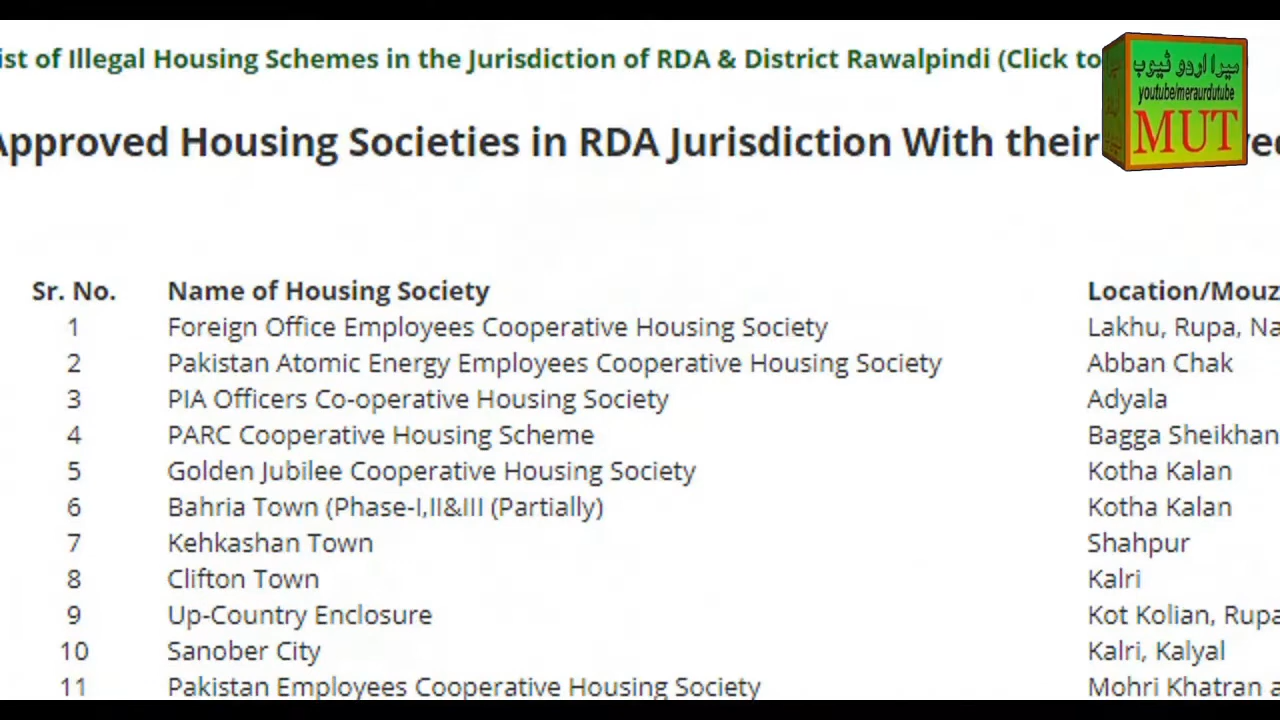 ist of Illegal Housing Schemes in the Jurisdiction of RDA & District Rawalpindi (Click to
میرا اردو ٹیوب
youtube/meraurdutube
MUT
Approved Housing Societies in RDA Jurisdiction With their
Sr. No. Name of Housing Society Location/Mouz
1 Foreign Office Employees Cooperative Housing Society Lakhu, Rupa, Na
2 Pakistan Atomic Energy Employees Cooperative Housing Society Abban Chak
3 PIA Officers Co-operative Housing Society Adyala
4 PARC Cooperative Housing Scheme Bagga Sheikhan
5 Golden Jubilee Cooperative Housing Society Kotha Kalan
6 Bahria Town (Phase-I,II&III (Partially) Kotha Kalan
7 Kehkashan Town Shahpur
8 Clifton Town Kalri
9 Up-Country Enclosure Kot Kolian, Rupa
10 Sanober City Kalri, Kalyal
11 Pakistan Employees Cooperative Housing Society Mohri Khatran a